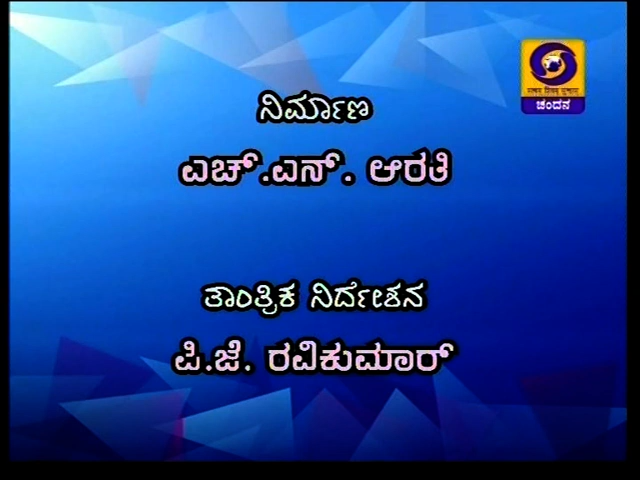 ನಿರ್ಮಾಣ
ಎಚ್.ಎನ್. ಆರತಿ
ತಾಂತ್ರಿಕ ನಿರ್ದೇಶನ
ಪಿ.ಜೆ. ರವಿಕುಮಾರ್
ಚಂದನ